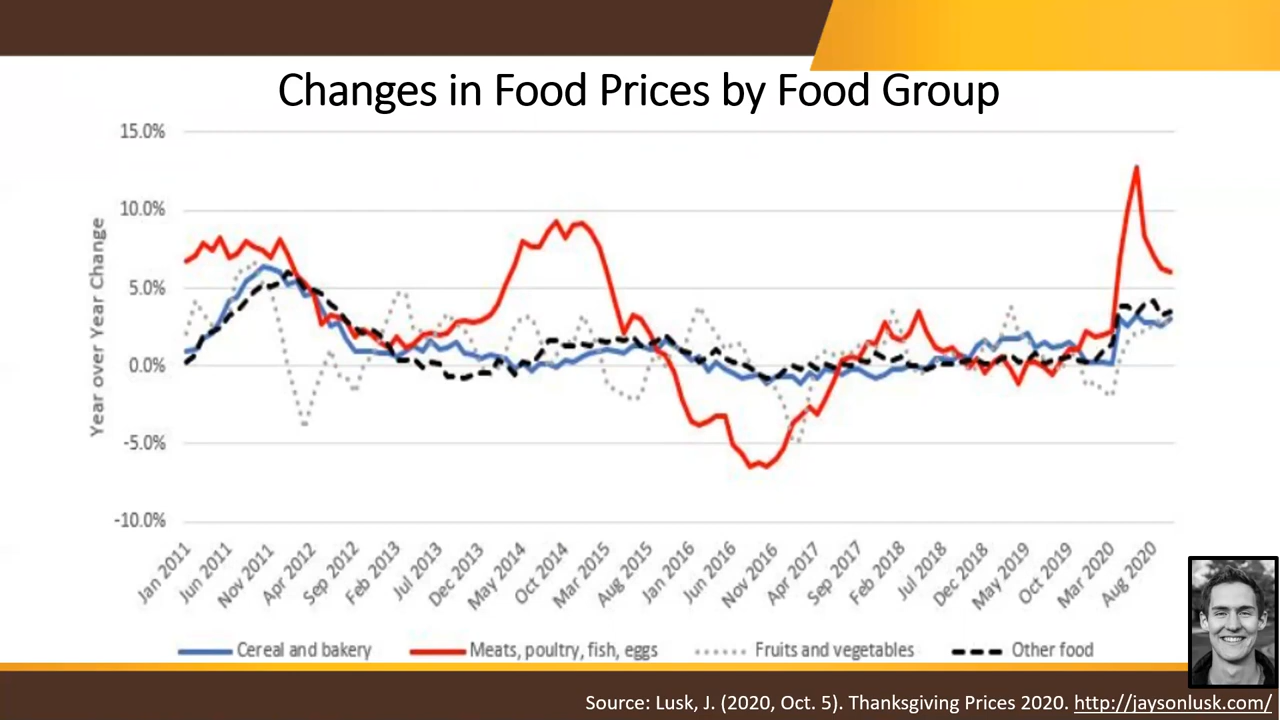 Changes in Food Prices by Food Group
15.0%
10.0%
5.0%
0.0%
-5.0%
-10.0%
Year over Year Change
Jan 2011
Jun 2011
Nov 2011
Apr 2012
Sep 2012
Feb 2013
Jul 2013
Dec 2013
May 2014
Oct 2014
Mar 2015
Aug 2015
Jan 2016
Jun 2016
Nov 2016
Apr 2017
Sep 2017
Feb 2018
Jul 2018
Dec 2018
May 2019
Oct 2019
Mar 2020
Aug 2020
Cereal and bakery
Meats, poultry, fish, eggs
Fruits and vegetables
Other food
Source: Lusk, J. (2020, Oct. 5). Thanksgiving Prices 2020. http://jaysonlusk.com/